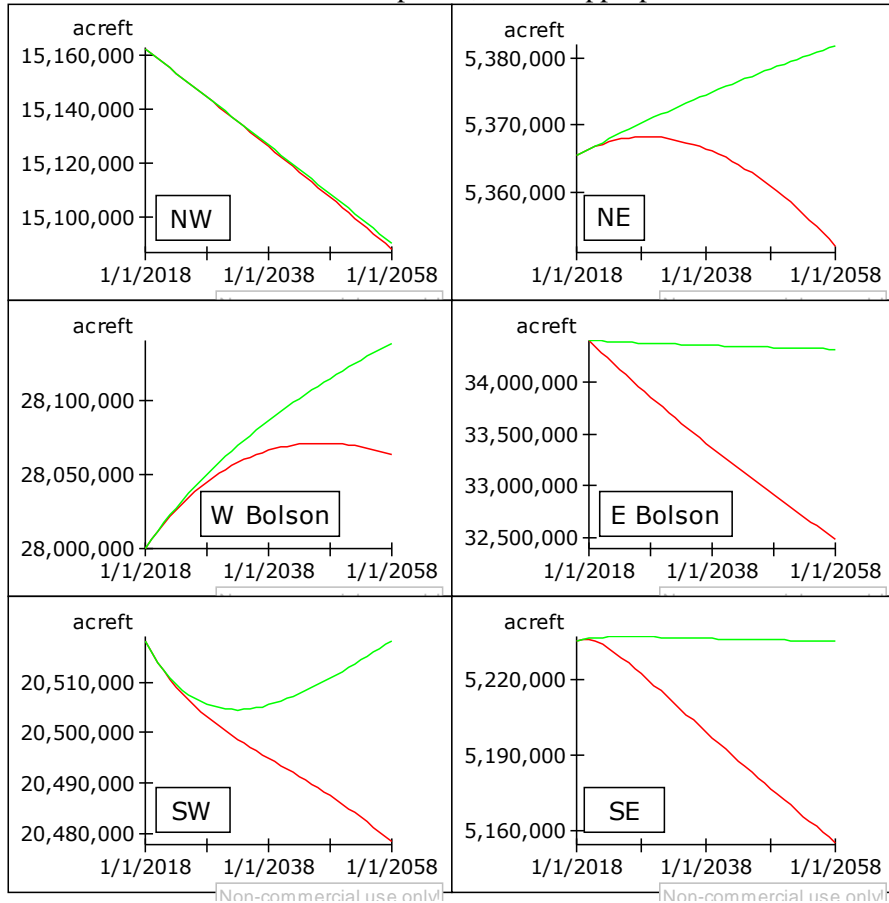 acreft
15,160,000
15,140,000
15,120,000
15,100,000
NW
1/1/2018 1/1/2038 1/1/2058
acreft
5,380,000
5,370,000
5,360,000
NE
1/1/2018 1/1/2038 1/1/2058
acreft
28,100,000
28,050,000
28,000,000
W Bolson
1/1/2018 1/1/2038 1/1/2058
acreft
34,000,000
33,500,000
33,000,000
32,500,000
E Bolson
1/1/2018 1/1/2038 1/1/2058
acreft
20,510,000
20,500,000
20,490,000
20,480,000
SW
1/1/2018 1/1/2038 1/1/2058
Non-commercial use only!
acreft
5,220,000
5,190,000
5,160,000
SE
1/1/2018 1/1/2038 1/1/2058
Non-commercial use only!